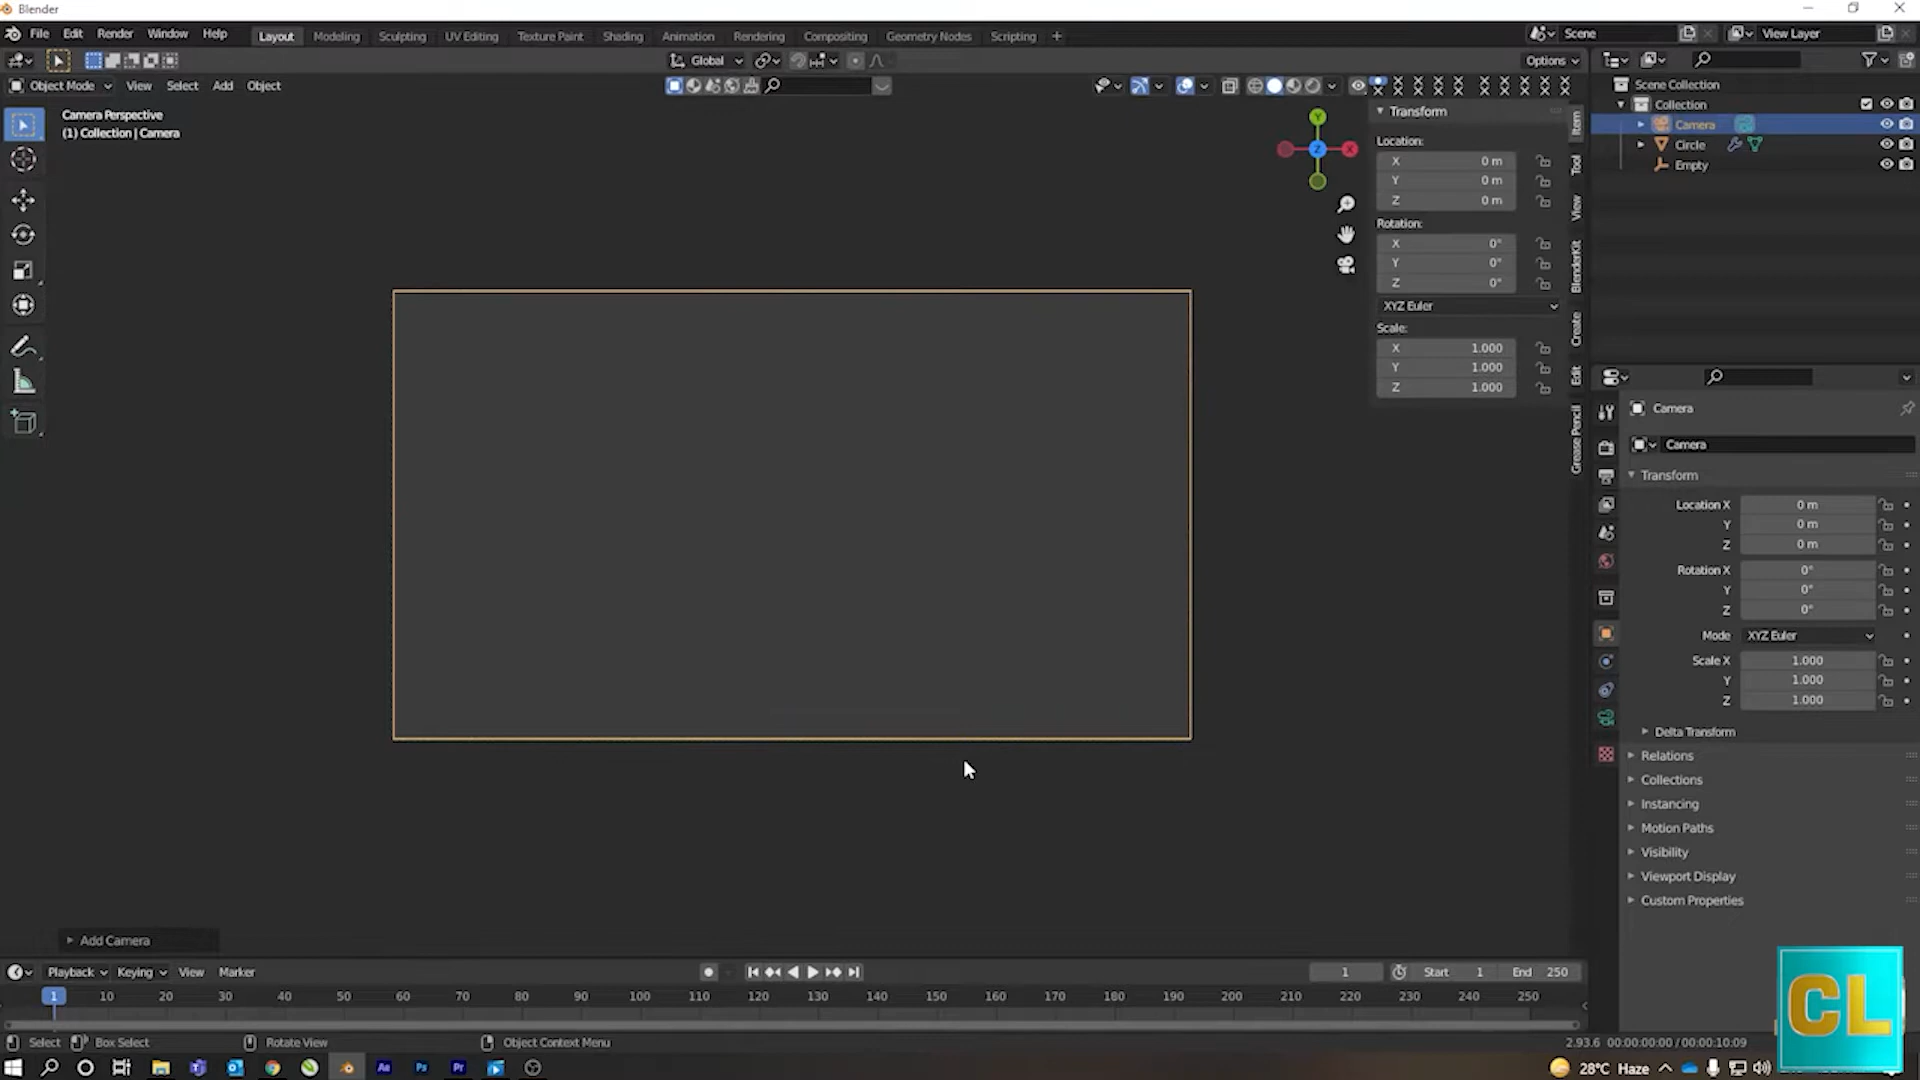 Blender
File Edit Render Window Help Layout Modeling Sculpting UV Editing Texture Paint Shading Animation Rendering Compositing Geometry Nodes Scripting + Scene View Layer
Global Options
Object Mode View Select Add Object
Camera Perspective
(1) Collection | Camera
Y
Z
X
Transform
Location:
X 0 m
Y 0 m
Z 0 m
Rotation:
X 0°
Y 0°
Z 0°
XYZ Euler
Scale:
X 1.000
Y 1.000
Z 1.000
Item
Tool
View
BlenderKit
Create
Edit
Grease Pencil
Scene Collection
Collection
Camera
Circle
Empty
Camera
Camera
Transform
Location X 0 m
Y 0 m
Z 0 m
Rotation X 0°
Y 0°
Z 0°
Mode XYZ Euler
Scale X 1.000
Y 1.000
Z 1.000
Delta Transform
Relations
Collections
Instancing
Motion Paths
Visibility
Viewport Display
Custom Properties
Add Camera
Playback Keying View Marker 1 Start 1 End 250
1 10 20 30 40 50 60 70 80 90 100 110 120 130 140 150 160 170 180 190 200 210 220 230 240 250
Select Box Select Rotate View Object Context Menu 2.93.6 00:00:00:00 / 00:00:10:09
Ae Ps Pr 28°C Haze
CL